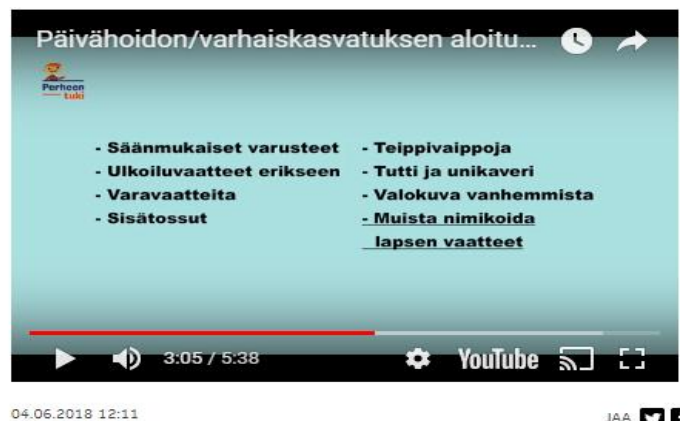 Päivähoidon/varhaiskasvatuksen aloitu...
Perheen
tuki
- Säänmukaiset varusteet
- Ulkoiluvaatteet erikseen
- Varavaatteita
- Sisätossut
- Teippivaippoja
- Tutti ja unikaveri
- Valokuva vanhemmista
- Muista nimikoida
lapsen vaatteet
3:05 / 5:38
YouTube
04.06.2018 12:11
JAA